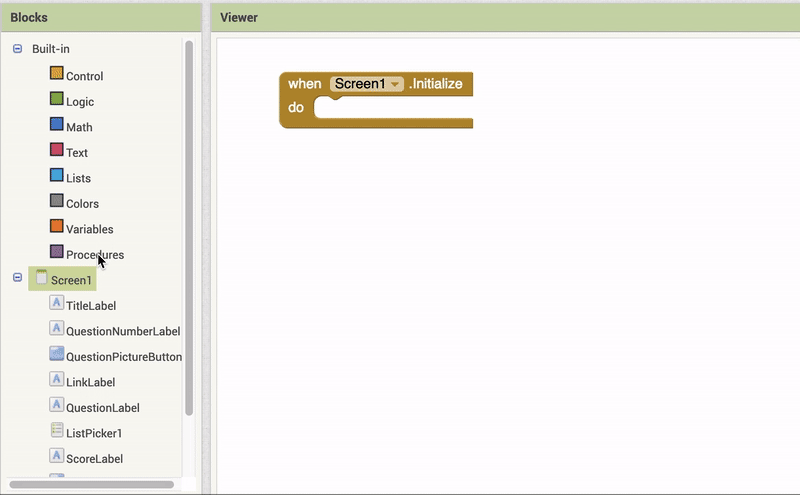 Blocks
Viewer
Built-in
Control
Logic
Math
Text
Lists
Colors
Variables
Procedures
Screen1
A TitleLabel
A QuestionNumberLabel
QuestionPictureButton
A LinkLabel
A QuestionLabel
ListPicker1
A ScoreLabel
when Screen1 .Initialize
do